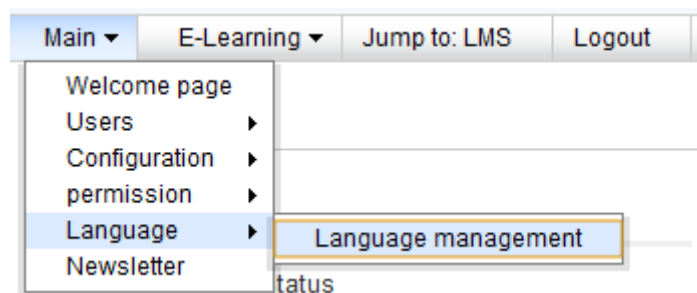 Main E-Learning Jump to: LMS Logout
Welcome page
Users
Configuration
permission
Language
Language management
Newsletter
tatus